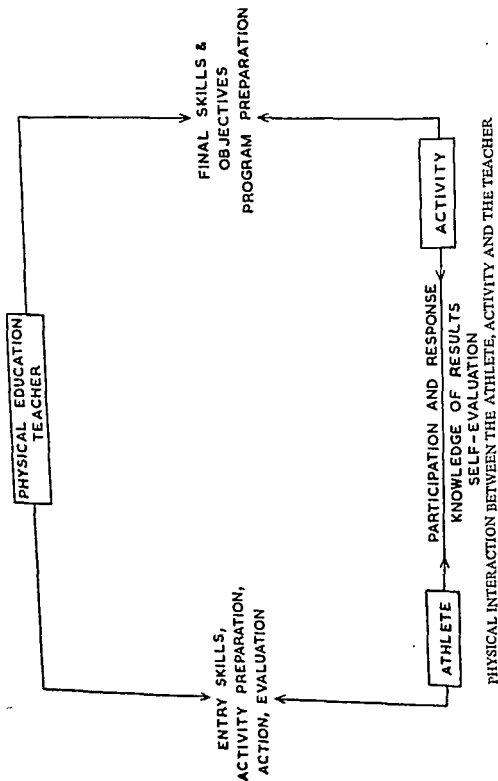 PHYSICAL EDUCATION
TEACHER
ENTRY SKILLS,
ACTIVITY PREPARATION,
ACTION, EVALUATION
FINAL SKILLS &
OBJECTIVES
PROGRAM PREPARATION
ATHLETE
PARTICIPATION AND RESPONSE
KNOWLEDGE OF RESULTS
SELF-EVALUATION
ACTIVITY
PHYSICAL INTERACTION BETWEEN THE ATHLETE, ACTIVITY AND THE TEACHER